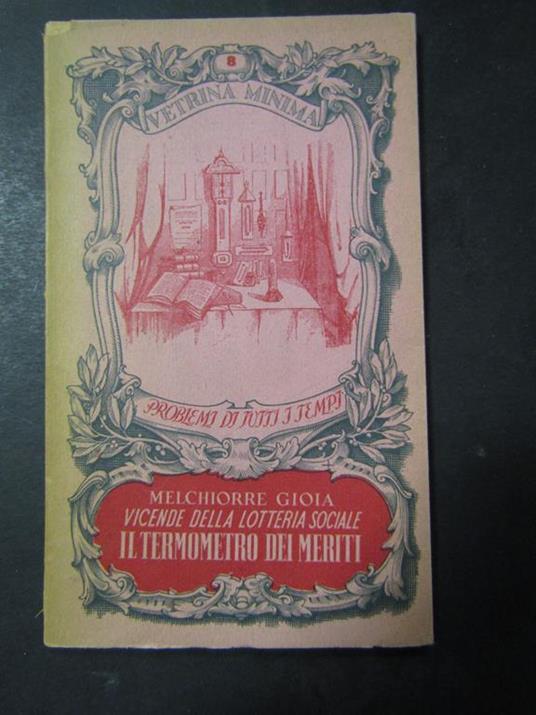 8
VETRINA MINIMA
PROBLEMI DI TUTTI I TEMPI
MELCHIORRE GIOIA
VICENDE DELLA LOTTERIA SOCIALE
IL TERMOMETRO DEI MERITI